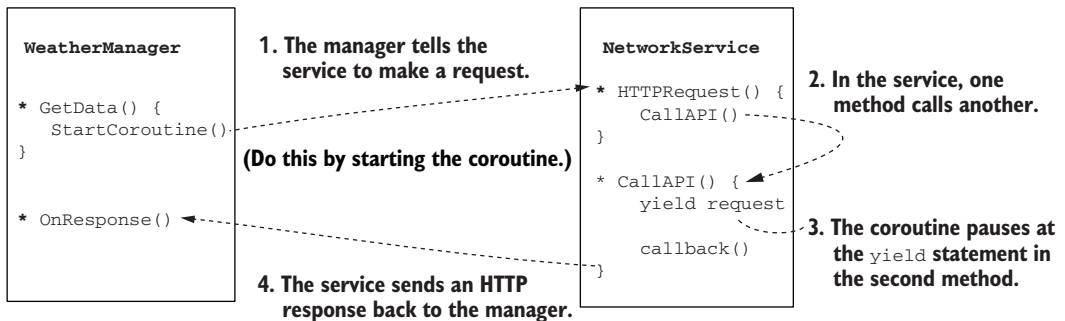 WeatherManager
* GetData() {
StartCoroutine()
}
* OnResponse()
1. The manager tells the
service to make a request.
(Do this by starting the coroutine.)
4. The service sends an HTTP
response back to the manager.
NetworkService
* HTTPRequest() {
CallAPI()
}
* CallAPI() {
yield request
callback()
}
2. In the service, one
method calls another.
3. The coroutine pauses at
the yield statement in
the second method.